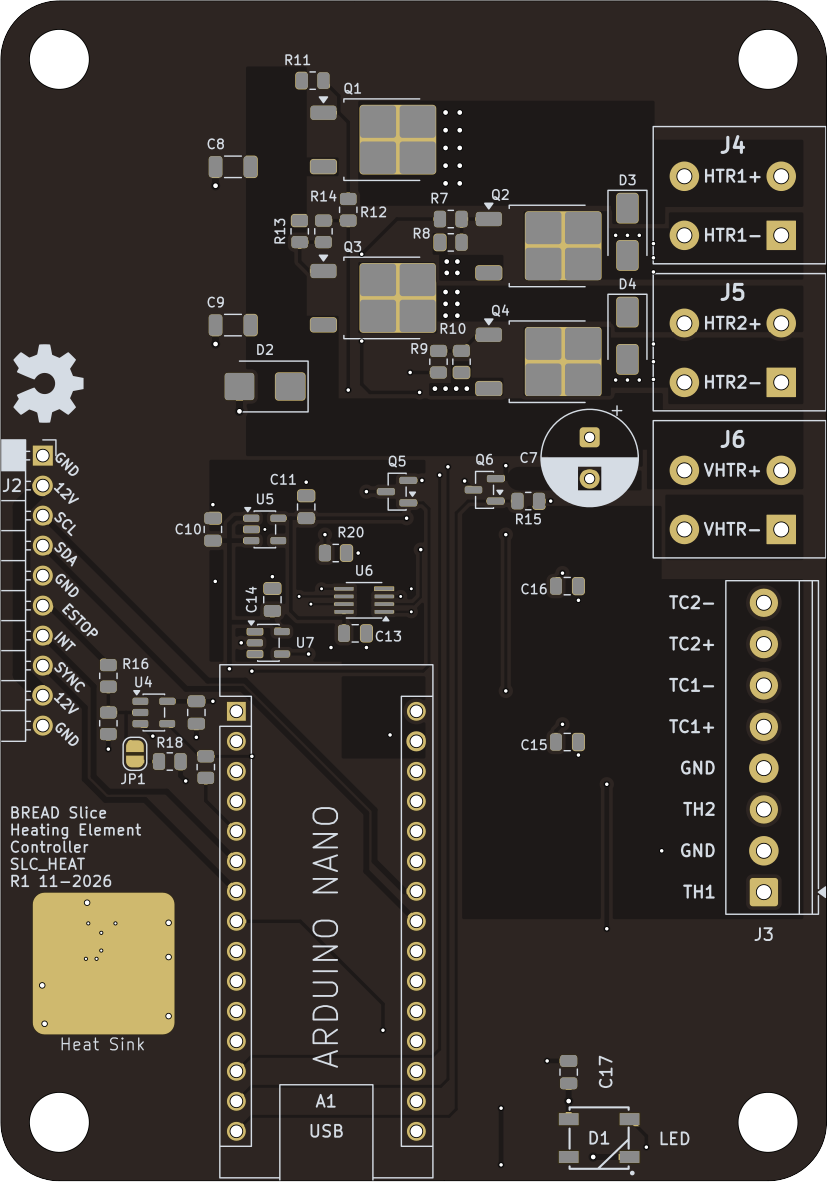 R11
Q1
C8
J4
HTR1+
HTR1-
D3
Q2
R14
R12
R7
R8
R13
Q3
J5
HTR2+
HTR2-
D4
Q4
C9
R10
R9
D2
+
J6
VHTR+
VHTR-
C7
Q5
Q6
J2
GND
12V
SCL
SDA
GND
ESTOP
INT
SYNC
12V
GND
C11
U5
C10
R15
R20
U6
C14
C16
C13
U7
TC2-
TC2+
TC1-
TC1+
GND
TH2
GND
TH1
J3
R16
U4
R18
JP1
C15
BREAD Slice
Heating Element
Controller
SLC_HEAT
R1 11-2026
ARDUINO NANO
Heat Sink
A1
USB
C17
D1
LED